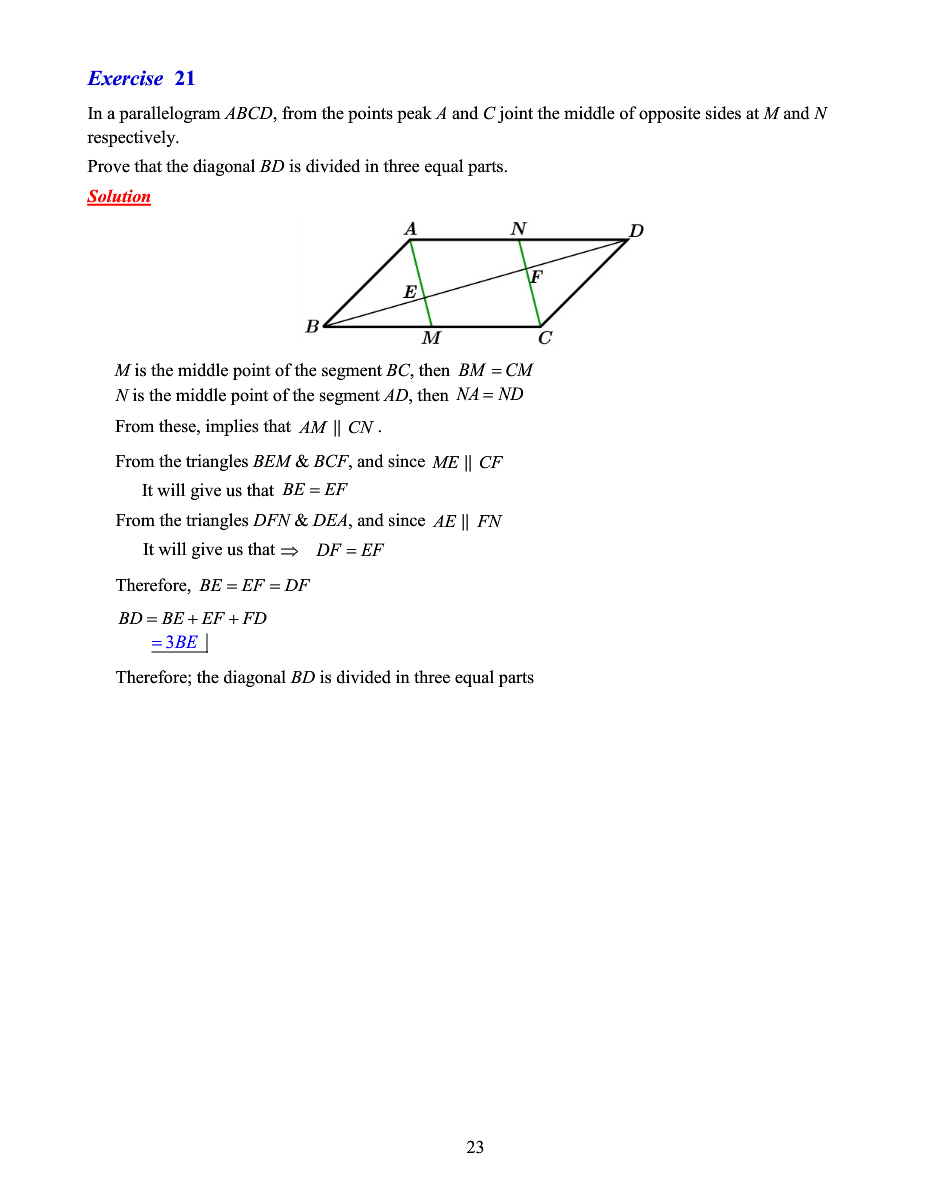 Exercise 21
In a parallelogram ABCD, from the points peak A and C joint the middle of opposite sides at M and N
respectively.
Prove that the diagonal BD is divided in three equal parts.
Solution
A N D
E F
B M C
M is the middle point of the segment BC, then BM = CM
N is the middle point of the segment AD, then NA = ND
From these, implies that AM || CN .
From the triangles BEM & BCF, and since ME || CF
It will give us that BE = EF
From the triangles DFN & DEA, and since AE || FN
It will give us that ⇒ DF = EF
Therefore, BE = EF = DF
BD = BE + EF + FD
= 3BE |
Therefore; the diagonal BD is divided in three equal parts
23